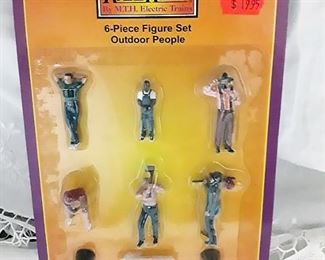 $ 19.95
By M.T.H. Electric Trains
6-Piece Figure Set
Outdoor People